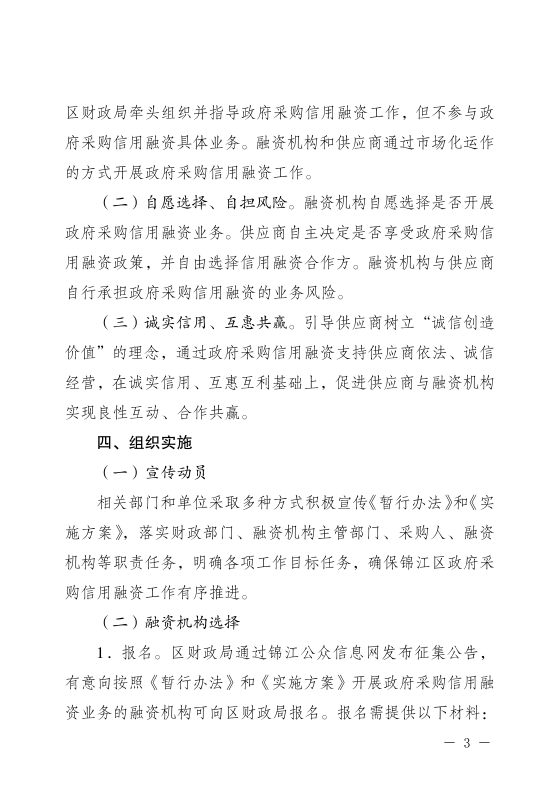 区财政局牵头组织并指导政府采购信用融资工作，但不参与政
府采购信用融资具体业务。融资机构和供应商通过市场化运作
的方式开展政府采购信用融资工作。
（二）自愿选择、自担风险。融资机构自愿选择是否开展
政府采购信用融资业务。供应商自主决定是否享受政府采购信
用融资政策，并自由选择信用融资合作方。融资机构与供应商
自行承担政府采购信用融资的业务风险。
（三）诚实信用、互惠共赢。引导供应商树立“诚信创造
价值”的理念，通过政府采购信用融资支持供应商依法、诚信
经营，在诚实信用、互惠互利基础上，促进供应商与融资机构
实现良性互动、合作共赢。
四、组织实施
（一）宣传动员
相关部门和单位采取多种方式积极宣传《暂行办法》和《实
施方案》，落实财政部门、融资机构主管部门、采购人、融资
机构等职责任务，明确各项工作目标任务，确保锦江区政府采
购信用融资工作有序推进。
（二）融资机构选择
1．报名。区财政局通过锦江公众信息网发布征集公告，
有意向按照《暂行办法》和《实施方案》开展政府采购信用融
资业务的融资机构可向区财政局报名。报名需提供以下材料：
— 3 —